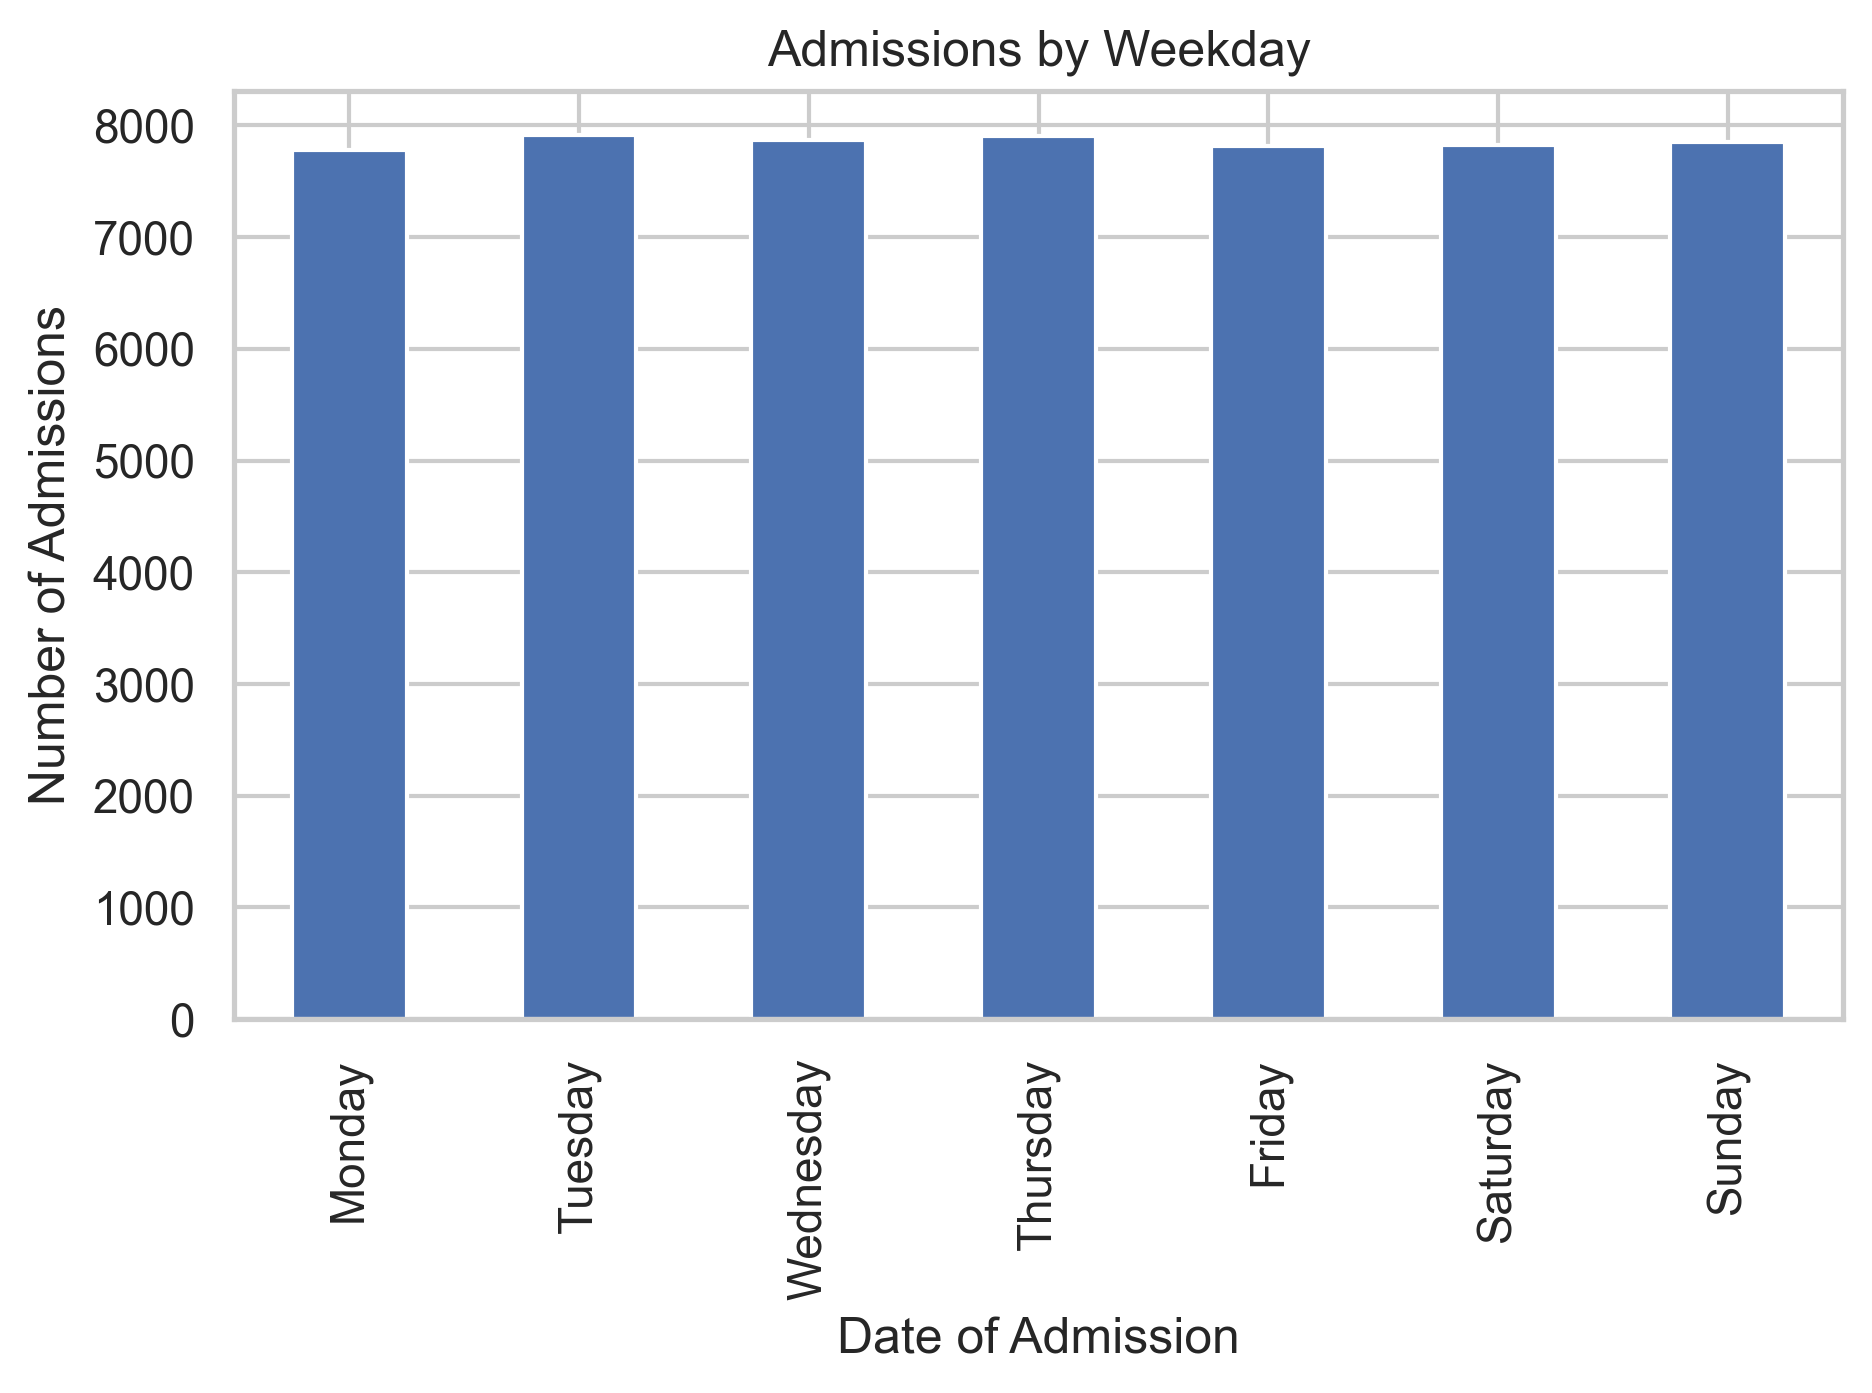 Admissions by Weekday
Number of Admissions
8000
7000
6000
5000
4000
3000
2000
1000
0
Monday
Tuesday
Wednesday
Thursday
Friday
Saturday
Sunday
Date of Admission